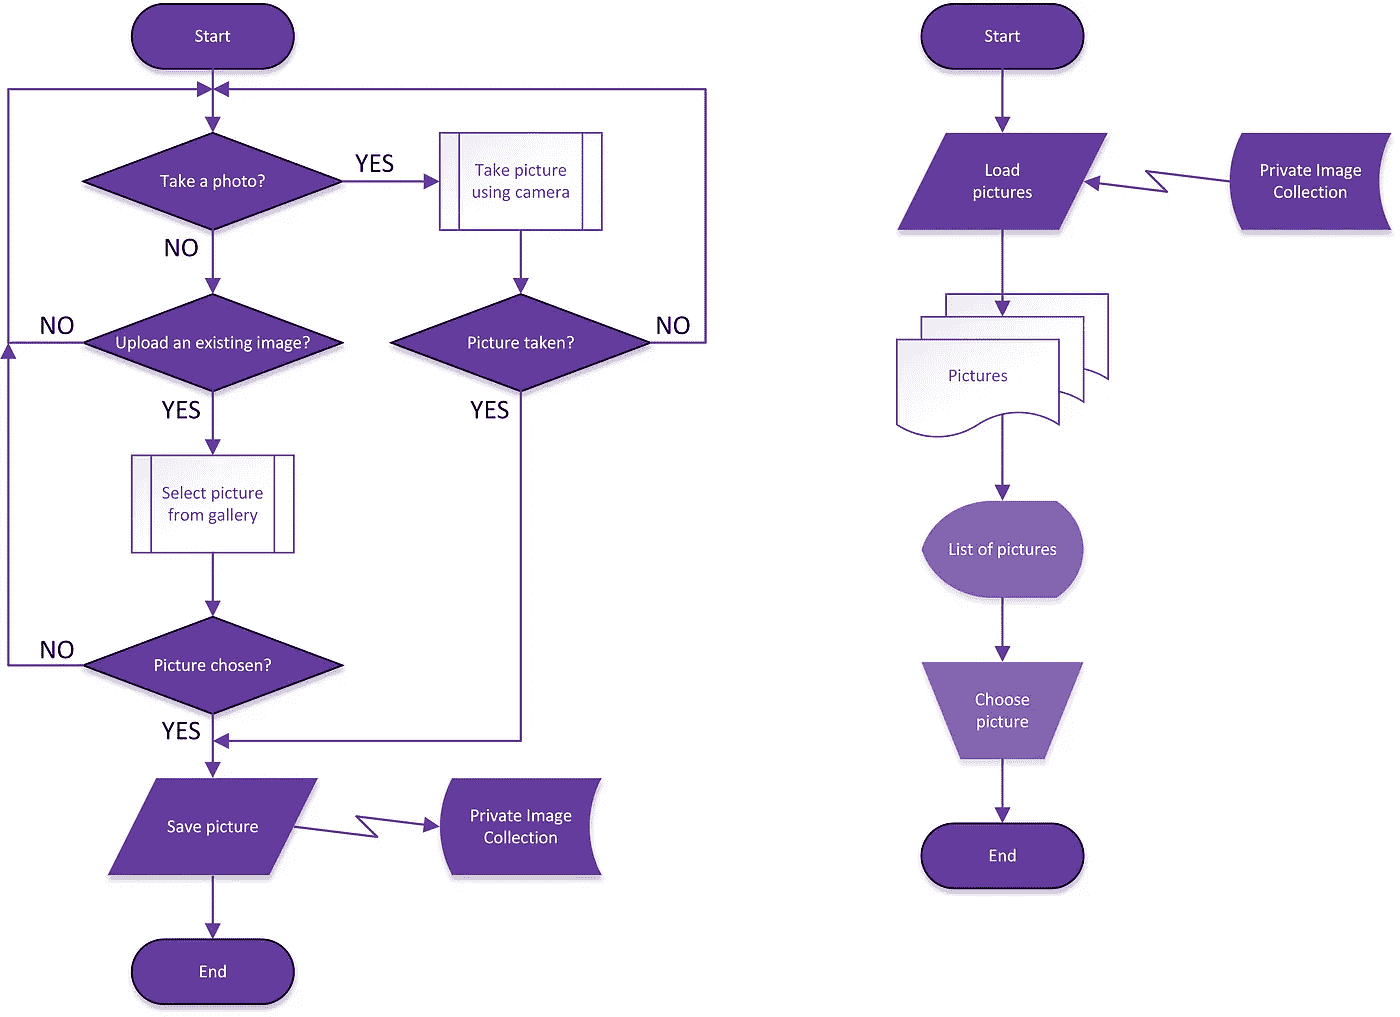 Start
Take a photo?
YES
Take picture
using camera
NO
Upload an existing image?
NO
Picture taken?
NO
YES
YES
Select picture
from gallery
Picture chosen?
NO
YES
Save picture
Private Image
Collection
End
Start
Load
pictures
Private Image
Collection
Pictures
List of pictures
Choose
picture
End